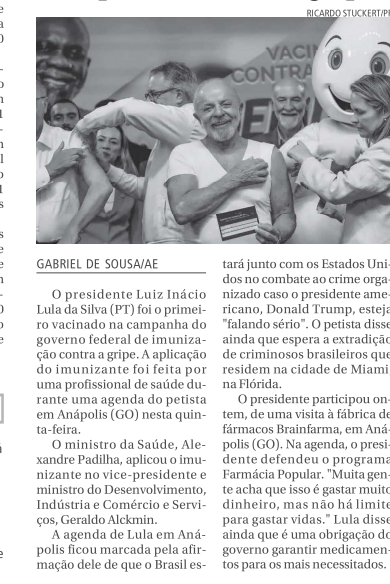 RICARDO STUCKERT/PR
VACIN
CONTRA
GABRIEL DE SOUSA/AE
O presidente Luiz Inácio
Lula da Silva (PT) foi o primei-
ro vacinado na campanha do
governo federal de imuniza-
ção contra a gripe. A aplicação
do imunizante foi feita por
uma profissional de saúde du-
rante uma agenda do petista
em Anápolis (GO) nesta quin-
ta-feira.
O ministro da Saúde, Ale-
xandre Padilha, aplicou o imu-
nizante no vice-presidente e
ministro do Desenvolvimento,
Indústria e Comércio e Servi-
ços, Geraldo Alckmin.
A agenda de Lula em Aná-
polis ficou marcada pela afir-
mação dele de que o Brasil es-
tará junto com os Estados Uni-
dos no combate ao crime orga-
nizado caso o presidente ame-
ricano, Donald Trump, esteja
"falando sério". O petista disse
ainda que espera a extradição
de criminosos brasileiros que
residem na cidade de Miami,
na Flórida.
O presidente participou on-
tem, de uma visita à fábrica de
fármacos Brainfarma, em Aná-
polis (GO). Na agenda, o presi-
dente defendeu o programa
Farmácia Popular. "Muita gen-
te acha que isso é gastar muito
dinheiro, mas não há limite
para gastar vidas." Lula disse
ainda que é uma obrigação do
governo garantir medicamen-
tos para os mais necessitados.